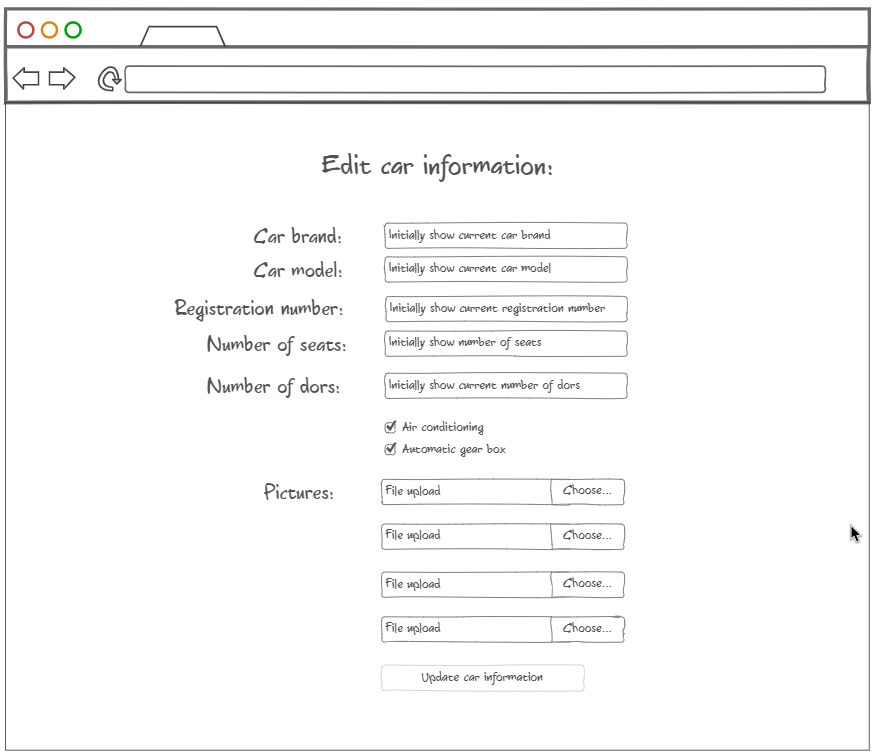 Edit car information:
Car brand: Initially show current car brand
Car model: Initially show current car model
Registration number: Initially show current registration number
Number of seats: Initially show number of seats
Number of dors: Initially show current number of dors
Air conditioning
Automatic gear box
Pictures: File upload Choose...
File upload Choose...
File upload Choose...
File upload Choose...
Update car information